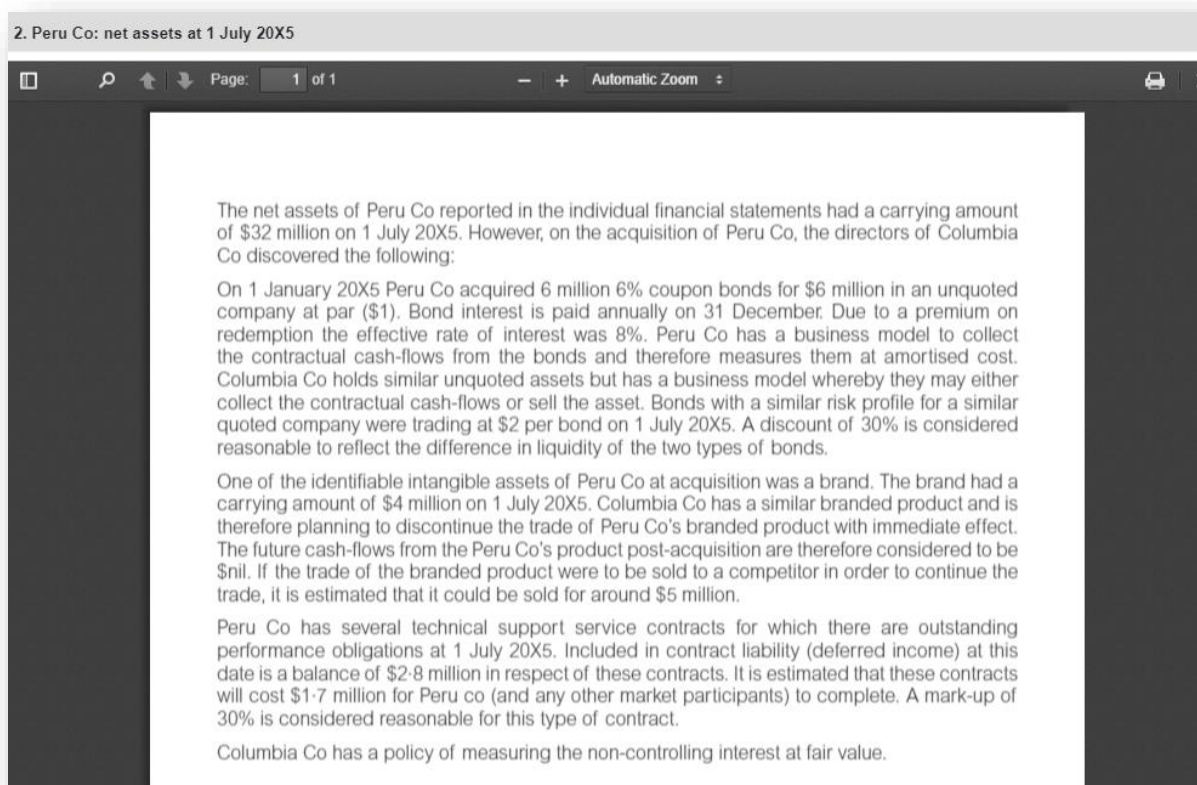 2. Peru Co: net assets at 1 July 20X5
Page: 1 of 1 − + Automatic Zoom
The net assets of Peru Co reported in the individual financial statements had a carrying amount
of $32 million on 1 July 20X5. However, on the acquisition of Peru Co, the directors of Columbia
Co discovered the following:
On 1 January 20X5 Peru Co acquired 6 million 6% coupon bonds for $6 million in an unquoted
company at par ($1). Bond interest is paid annually on 31 December. Due to a premium on
redemption the effective rate of interest was 8%. Peru Co has a business model to collect
the contractual cash-flows from the bonds and therefore measures them at amortised cost.
Columbia Co holds similar unquoted assets but has a business model whereby they may either
collect the contractual cash-flows or sell the asset. Bonds with a similar risk profile for a similar
quoted company were trading at $2 per bond on 1 July 20X5. A discount of 30% is considered
reasonable to reflect the difference in liquidity of the two types of bonds.
One of the identifiable intangible assets of Peru Co at acquisition was a brand. The brand had a
carrying amount of $4 million on 1 July 20X5. Columbia Co has a similar branded product and is
therefore planning to discontinue the trade of Peru Co's branded product with immediate effect.
The future cash-flows from the Peru Co's product post-acquisition are therefore considered to be
$nil. If the trade of the branded product were to be sold to a competitor in order to continue the
trade, it is estimated that it could be sold for around $5 million.
Peru Co has several technical support service contracts for which there are outstanding
performance obligations at 1 July 20X5. Included in contract liability (deferred income) at this
date is a balance of $2·8 million in respect of these contracts. It is estimated that these contracts
will cost $1·7 million for Peru co (and any other market participants) to complete. A mark-up of
30% is considered reasonable for this type of contract.
Columbia Co has a policy of measuring the non-controlling interest at fair value.